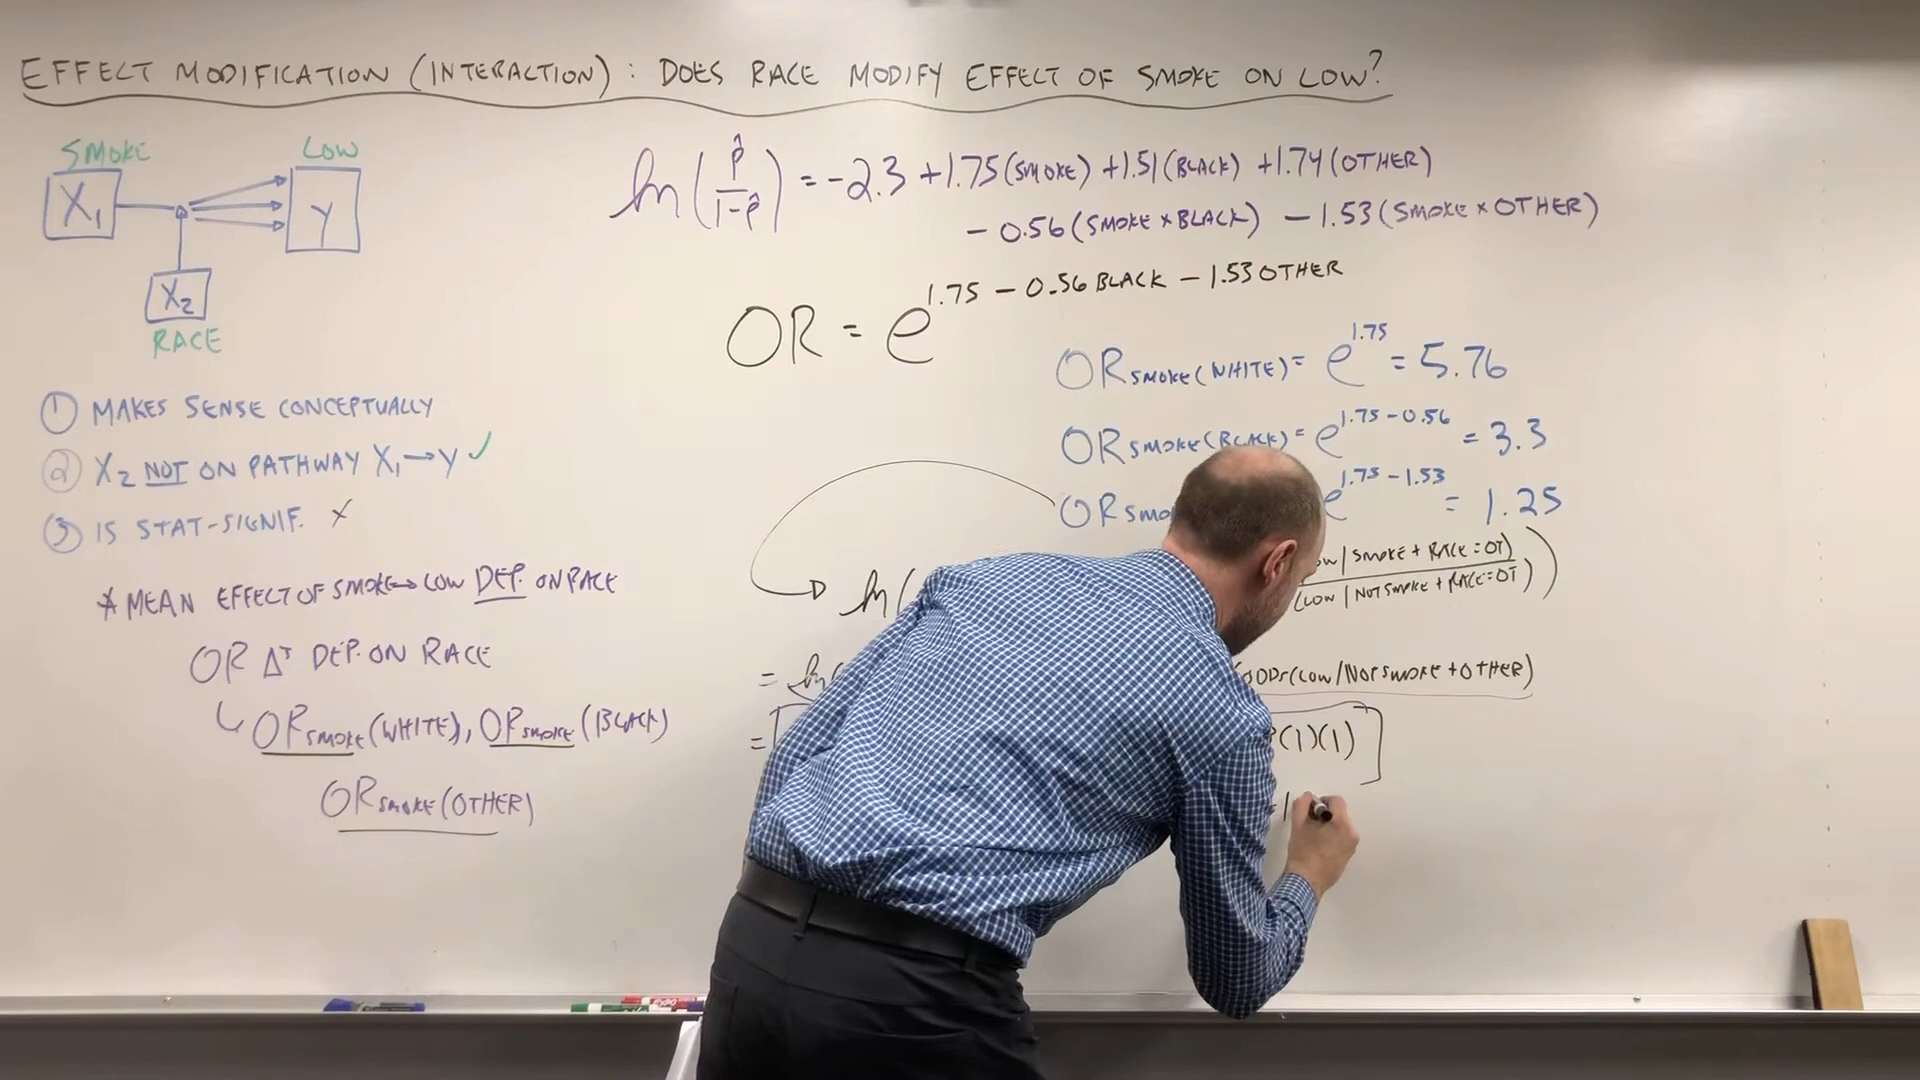 EFFECT MODIFICATION (INTERACTION): DOES RACE MODIFY EFFECT OF SMOKE ON LOW?
SMOKE
LOW
X₁
Y
X₂
RACE
① MAKES SENSE CONCEPTUALLY
② X₂ NOT ON PATHWAY X₁→Y ✓
③ IS STAT-SIGNIF. X
* MEAN EFFECT OF SMOKE→LOW DEP. ON RACE
OR Δˢ DEP. ON RACE
↳ OR SMOKE (WHITE), OR SMOKE (BLACK)
OR SMOKE (OTHER)
ln(p̂/1-p̂) = -2.3 + 1.75(SMOKE) + 1.51(BLACK) + 1.74(OTHER)
- 0.56(SMOKE × BLACK) - 1.53(SMOKE × OTHER)
OR = e^1.75 - 0.56 BLACK - 1.53 OTHER
OR SMOKE (WHITE) = e^1.75 = 5.76
OR SMOKE (BLACK) = e^1.75 - 0.56 = 3.3
OR SMO e^1.75 - 1.53 = 1.25
ln( | SMOKE + RACE = OT)
(LOW | NOT SMOKE + RACE = OT))
= ln ODDS(LOW/NOT SMOKE + OTHER)
= [ (1)(1)]